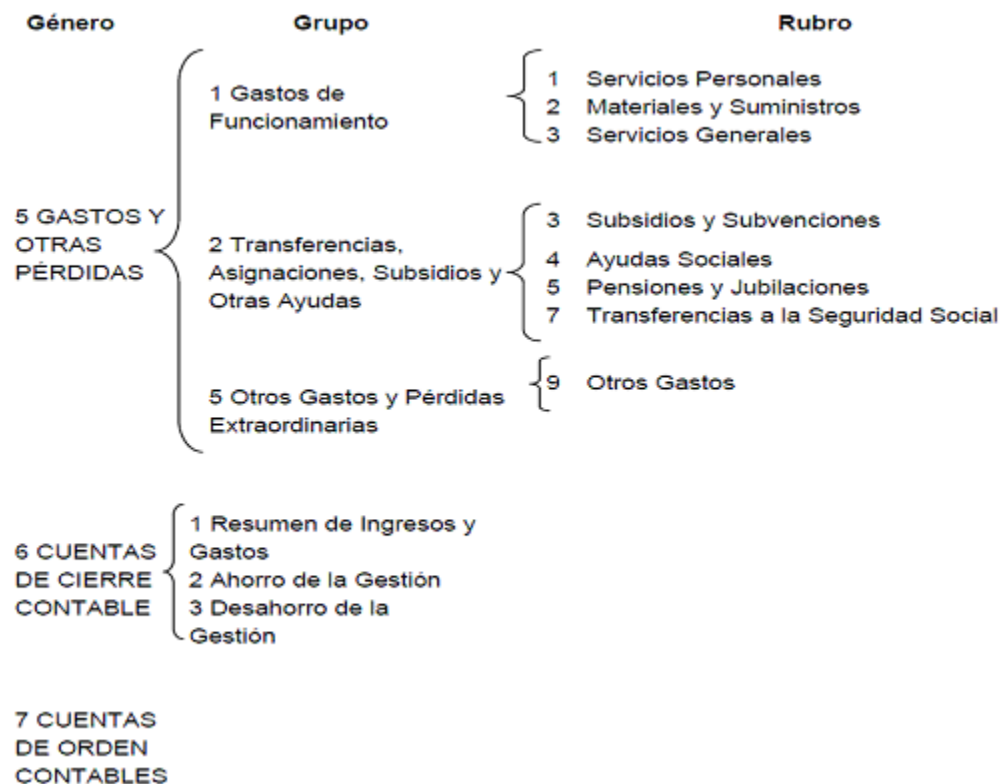 Género Grupo Rubro
1 Gastos de
Funcionamiento
1 Servicios Personales
2 Materiales y Suministros
3 Servicios Generales
5 GASTOS Y
OTRAS
PÉRDIDAS
2 Transferencias,
Asignaciones, Subsidios y
Otras Ayudas
3 Subsidios y Subvenciones
4 Ayudas Sociales
5 Pensiones y Jubilaciones
7 Transferencias a la Seguridad Social
5 Otros Gastos y Pérdidas
Extraordinarias
9 Otros Gastos
6 CUENTAS
DE CIERRE
CONTABLE
1 Resumen de Ingresos y
Gastos
2 Ahorro de la Gestión
3 Desahorro de la
Gestión
7 CUENTAS
DE ORDEN
CONTABLES